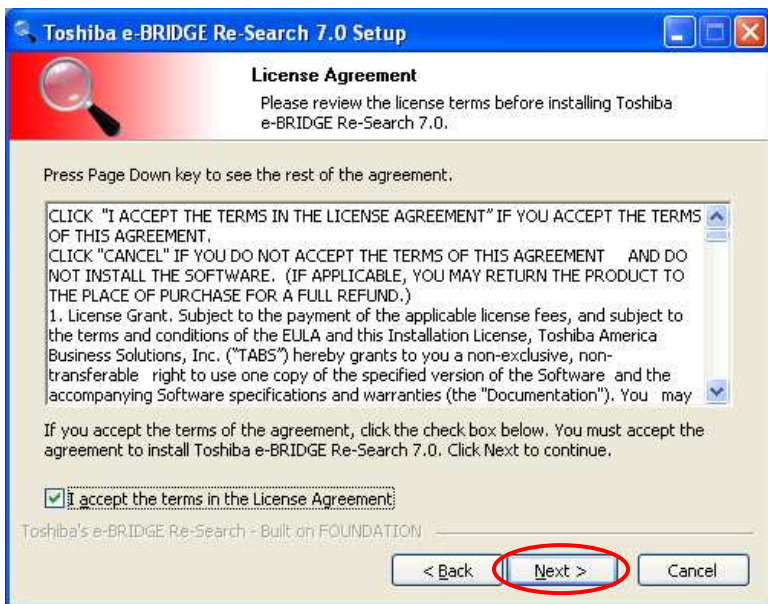 Toshiba e-BRIDGE Re-Search 7.0 Setup
License Agreement
Please review the license terms before installing Toshiba
e-BRIDGE Re-Search 7.0.
Press Page Down key to see the rest of the agreement.
CLICK "I ACCEPT THE TERMS IN THE LICENSE AGREEMENT” IF YOU ACCEPT THE TERMS
OF THIS AGREEMENT.
CLICK "CANCEL" IF YOU DO NOT ACCEPT THE TERMS OF THIS AGREEMENT AND DO
NOT INSTALL THE SOFTWARE. (IF APPLICABLE, YOU MAY RETURN THE PRODUCT TO
THE PLACE OF PURCHASE FOR A FULL REFUND.)
1. License Grant. Subject to the payment of the applicable license fees, and subject to
the terms and conditions of the EULA and this Installation License, Toshiba America
Business Solutions, Inc. (“TABS”) hereby grants to you a non-exclusive, non-
transferable right to use one copy of the specified version of the Software and the
accompanying Software specifications and warranties (the "Documentation"). You may
If you accept the terms of the agreement, click the check box below. You must accept the
agreement to install Toshiba e-BRIDGE Re-Search 7.0. Click Next to continue.
I accept the terms in the License Agreement
Toshiba's e-BRIDGE Re-Search - Built on FOUNDATION
< Back Next > Cancel